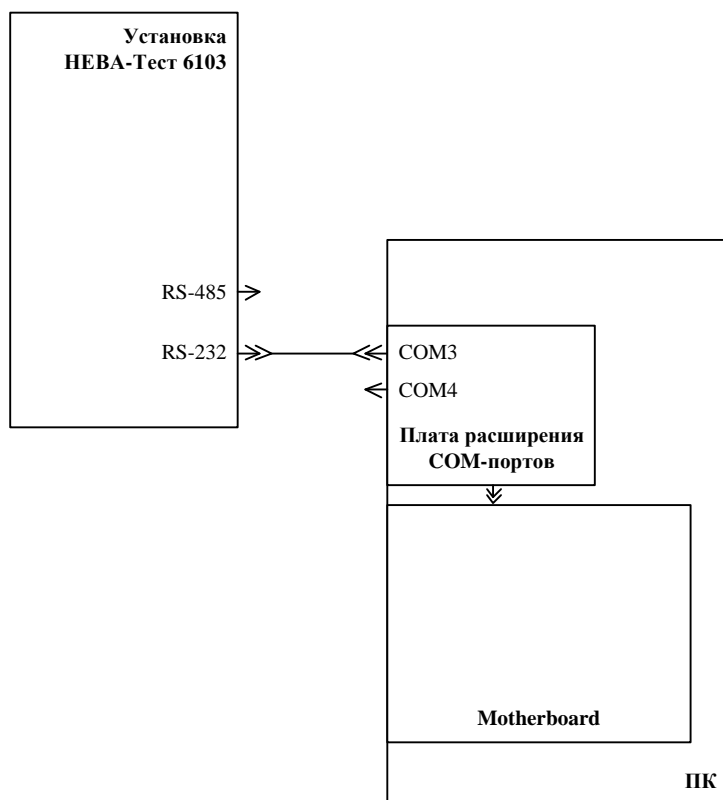 Установка
НЕВА-Тест 6103
RS-485
RS-232
COM3
COM4
Плата расширения
COM-портов
Motherboard
ПК